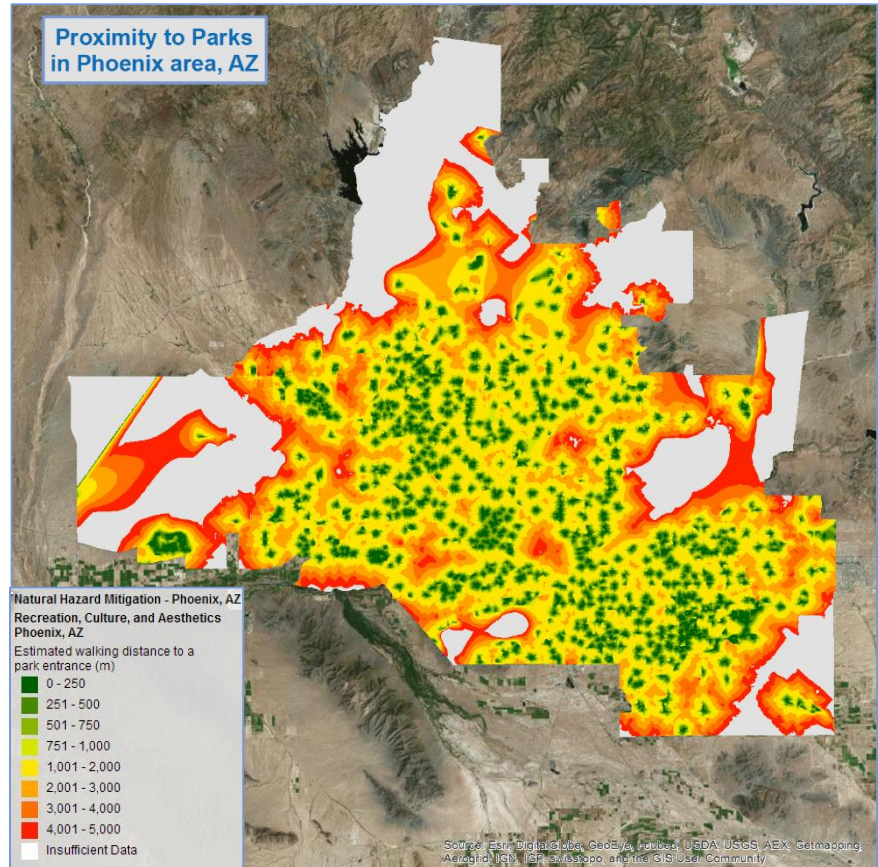 Proximity to Parks
in Phoenix area, AZ
Natural Hazard Mitigation - Phoenix, AZ
Recreation, Culture, and Aesthetics
Phoenix, AZ
Estimated walking distance to a
park entrance (m)
0 - 250
251 - 500
501 - 750
751 - 1,000
1,001 - 2,000
2,001 - 3,000
3,001 - 4,000
4,001 - 5,000
Insufficient Data
Source: Esri, DigitalGlobe, GeoEye, i-cubed, USDA, USGS, AEX, Getmapping,
Aerogrid, IGN, IGP, swisstopo, and the GIS User Community